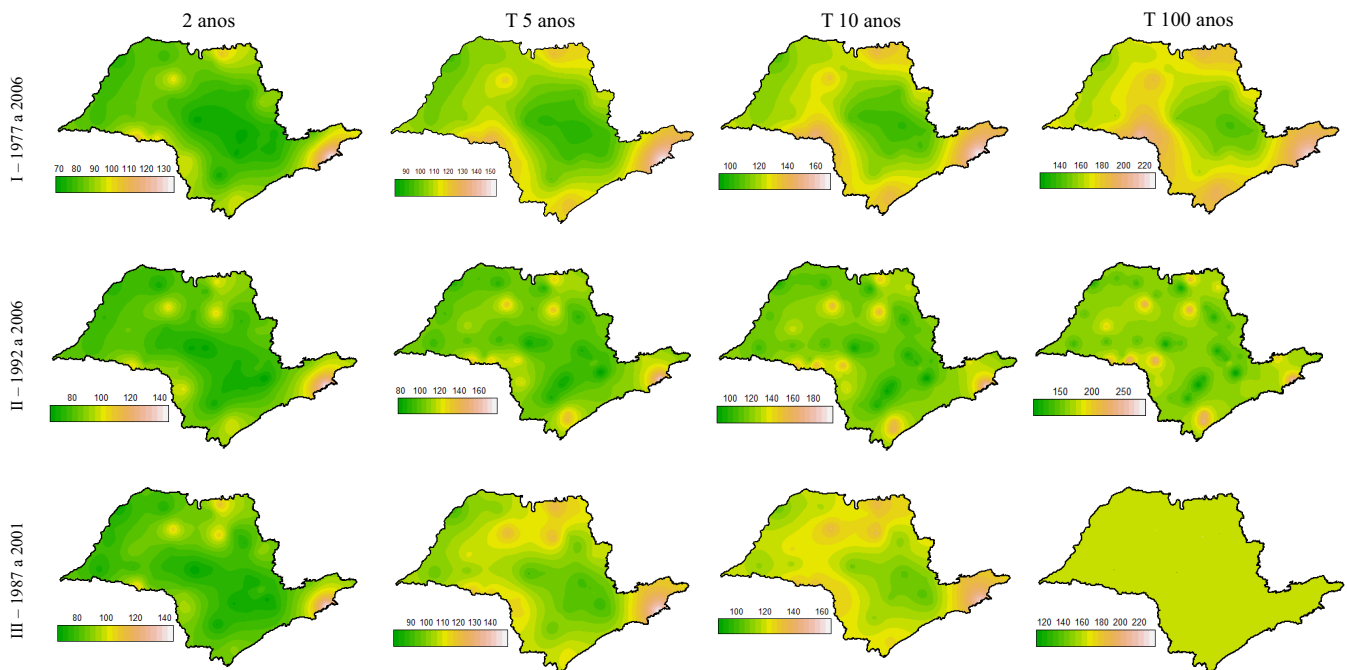 2 anos
T 5 anos
T 10 anos
T 100 anos
I – 1977 a 2006
70 80 90 100 110 120 130
90 100 110 120 130 140 150
100 120 140 160
140 160 180 200 220
II – 1992 a 2006
80 100 120 140
80 100 120 140 160
100 120 140 160 180
150 200 250
III – 1987 a 2001
80 100 120 140
90 100 110 120 130 140
100 120 140 160
120 140 160 180 200 220